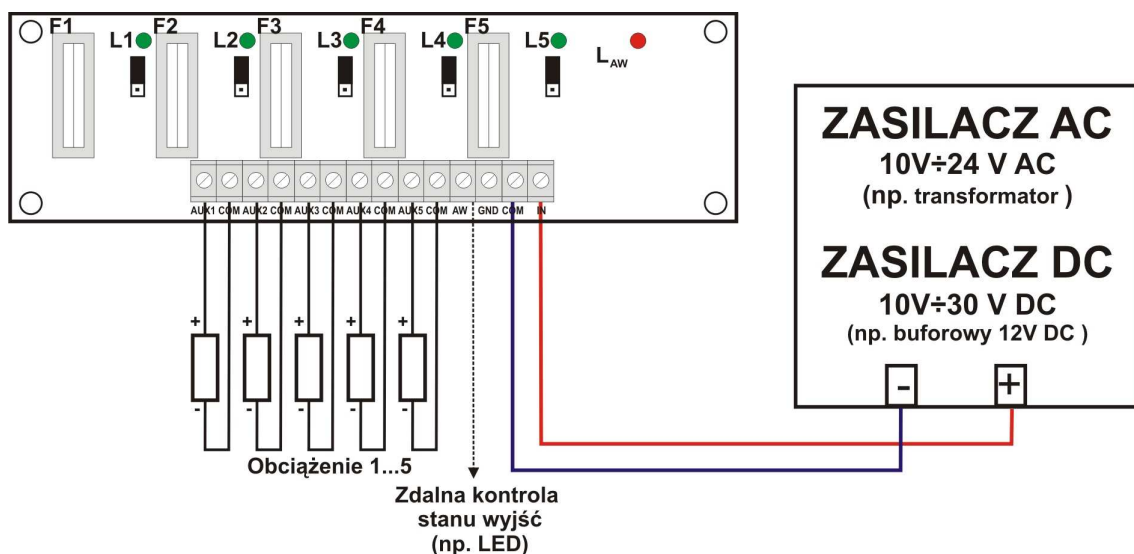 F1 F2 F3 F4 F5
L1 L2 L3 L4 L5 LAW
- - - - -
AUX1 COM AUX2 COM AUX3 COM AUX4 COM AUX5 COM AW GND COM IN
+ + + + +
- - - - -
Obciążenie 1...5
Zdalna kontrola
stanu wyjść
(np. LED)
ZASILACZ AC
10V÷24 V AC
(np. transformator )
ZASILACZ DC
10V÷30 V DC
(np. buforowy 12V DC )
- +